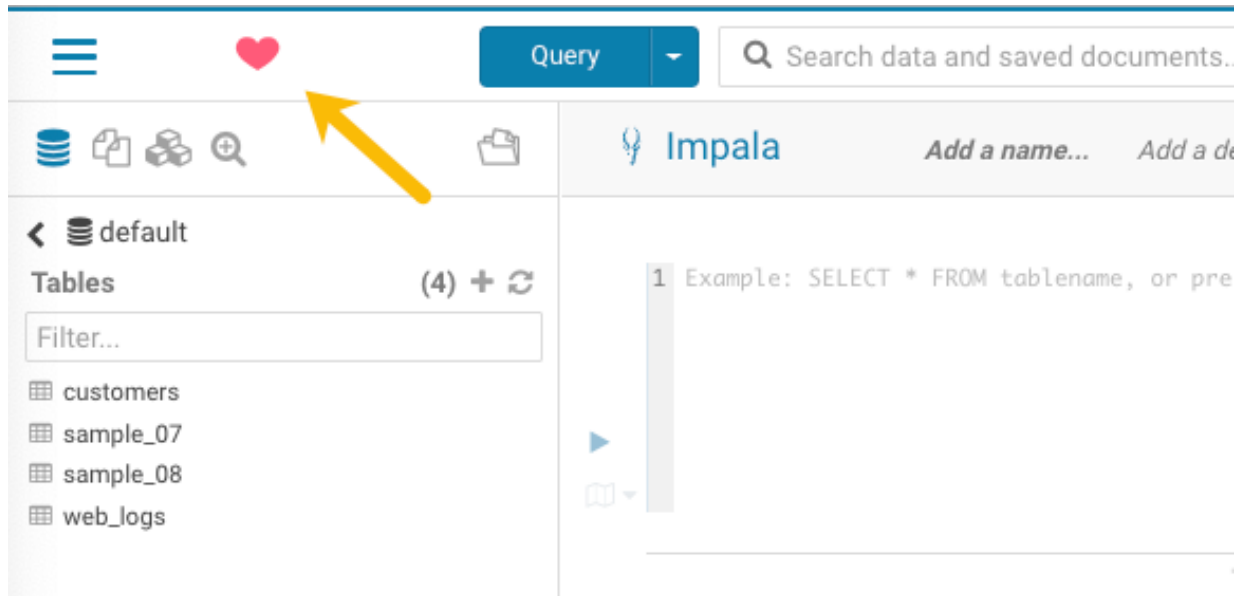 Query
Search data and saved documents..
Impala
Add a name...
Add a de
default
Tables (4)
Filter...
1 Example: SELECT * FROM tablename, or pre
customers
sample_07
sample_08
web_logs